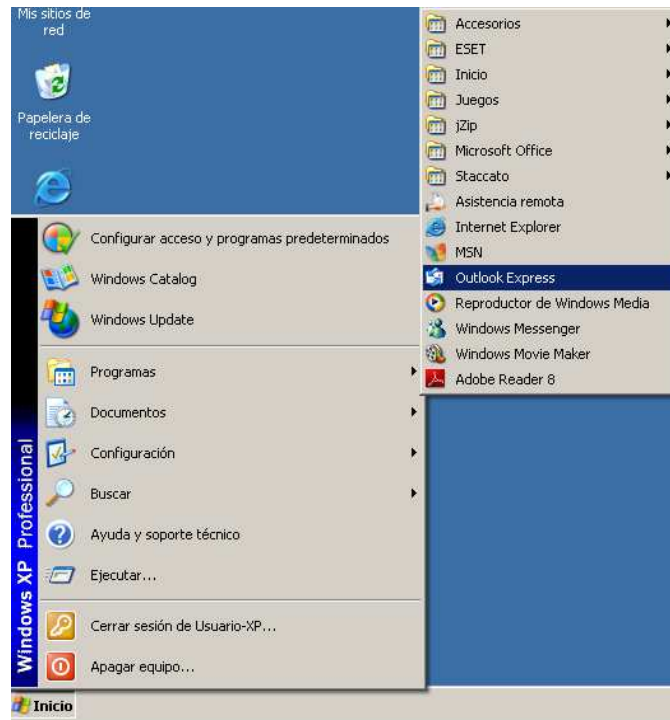 Mis sitios de
red
Papelera de
reciclaje
Configurar acceso y programas predeterminados
Windows Catalog
Windows Update
Programas
Documentos
Configuración
Buscar
Ayuda y soporte técnico
Ejecutar...
Cerrar sesión de Usuario-XP...
Apagar equipo...
Windows XP Professional
Inicio
Accesorios
ESET
Inicio
Juegos
jZip
Microsoft Office
Staccato
Asistencia remota
Internet Explorer
MSN
Outlook Express
Reproductor de Windows Media
Windows Messenger
Windows Movie Maker
Adobe Reader 8